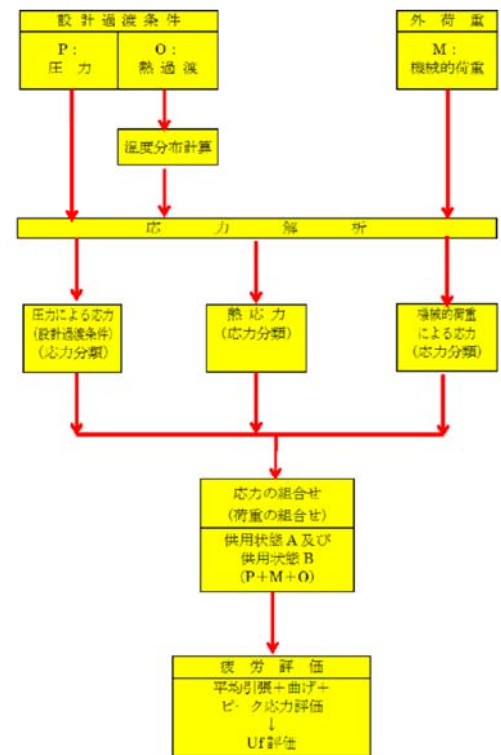 設計過渡条件
P：
圧力
O：
熱過渡
外荷重
M：
機械的荷重
温度分布計算
応力解析
圧力による応力
(設計過渡条件)
(応力分類)
熱応力
(応力分類)
機械的荷重
による応力
(応力分類)
応力の組合せ
(荷重の組合せ)
供用状態A及び
供用状態B
(P+M+O)
疲労評価
平均引張+曲げ+
ピーク応力評価
↓
Uf評価